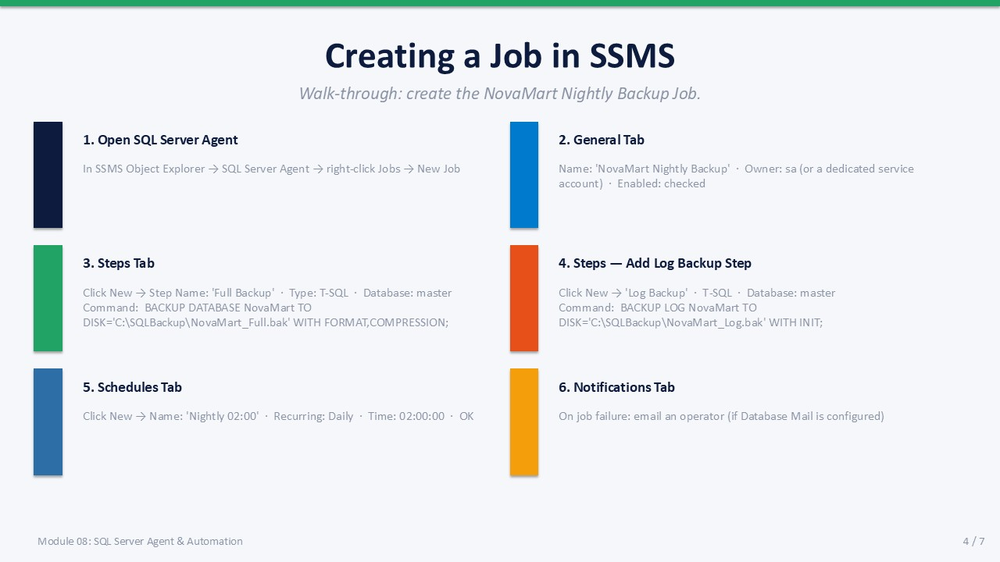 Creating a Job in SSMS
Walk-through: create the NovaMart Nightly Backup Job.
1. Open SQL Server Agent
In SSMS Object Explorer → SQL Server Agent → right-click Jobs → New Job
2. General Tab
Name: 'NovaMart Nightly Backup'  ·  Owner: sa (or a dedicated service
account)  ·  Enabled: checked
3. Steps Tab
Click New → Step Name: 'Full Backup'  ·  Type: T-SQL  ·  Database: master
Command:  BACKUP DATABASE NovaMart TO
DISK='C:\SQLBackup\NovaMart_Full.bak' WITH FORMAT,COMPRESSION;
4. Steps — Add Log Backup Step
Click New → 'Log Backup'  ·  T-SQL  ·  Database: master
Command:  BACKUP LOG NovaMart TO
DISK='C:\SQLBackup\NovaMart_Log.bak' WITH INIT;
5. Schedules Tab
Click New → Name: 'Nightly 02:00'  ·  Recurring: Daily  ·  Time: 02:00:00  ·  OK
6. Notifications Tab
On job failure: email an operator (if Database Mail is configured)
Module 08: SQL Server Agent & Automation
4 / 7